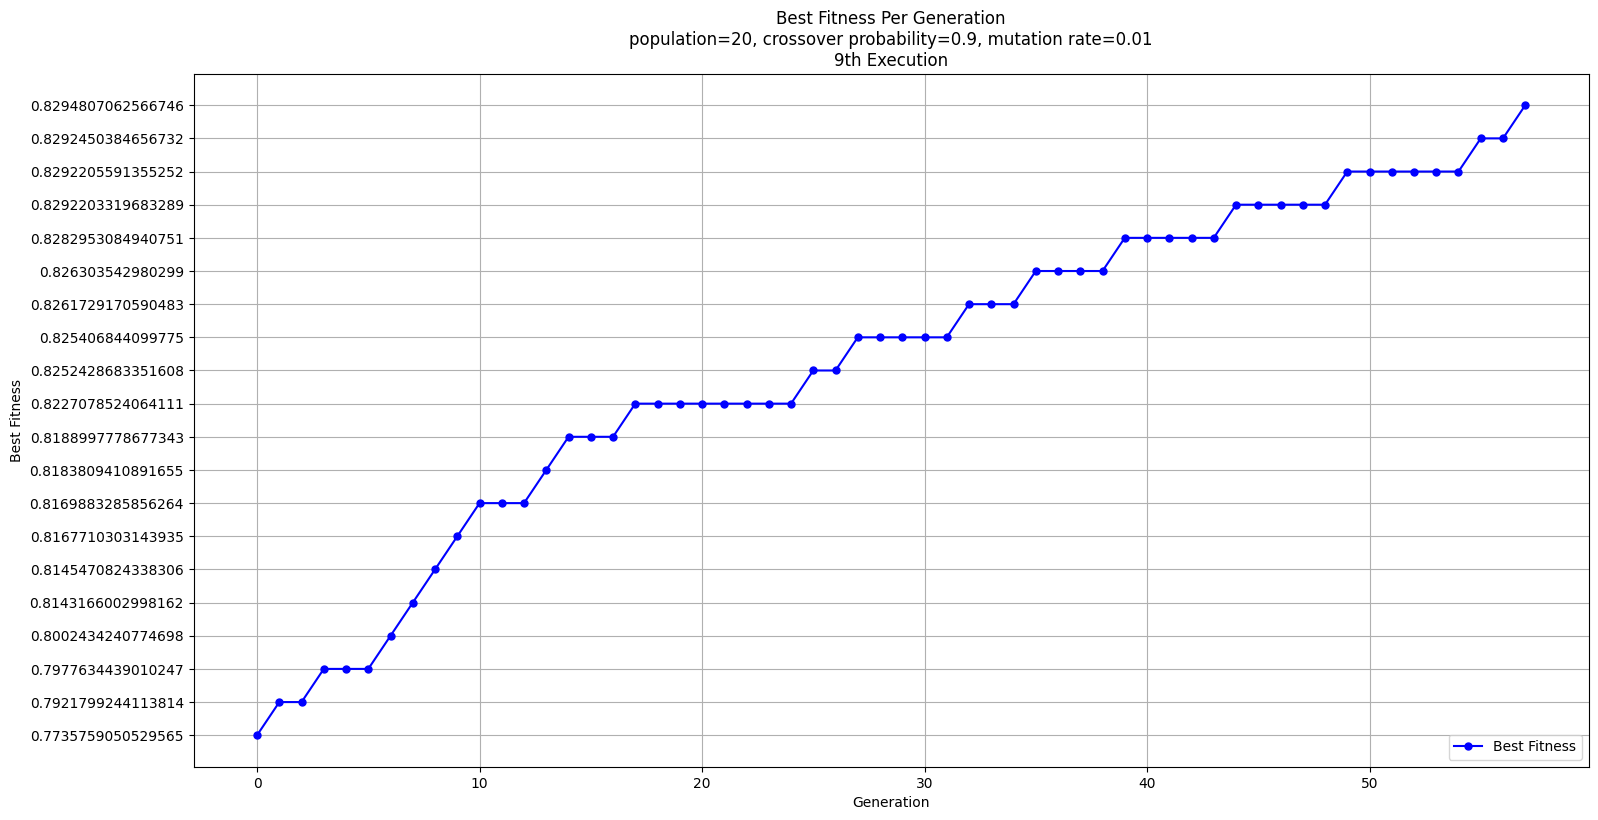 Best Fitness Per Generation
population=20, crossover probability=0.9, mutation rate=0.01
9th Execution
0.8294807062566746
0.8292450384656732
0.8292205591355252
0.8292203319683289
0.8282953084940751
0.826303542980299
0.8261729170590483
0.825406844099775
0.8252428683351608
0.8227078524064111
0.8188997778677343
0.8183809410891655
0.8169883285856264
0.8167710303143935
0.8145470824338306
0.8143166002998162
0.8002434240774698
0.7977634439010247
0.7921799244113814
0.7735759050529565
Best Fitness
Best Fitness
0 10 20 30 40 50
Generation